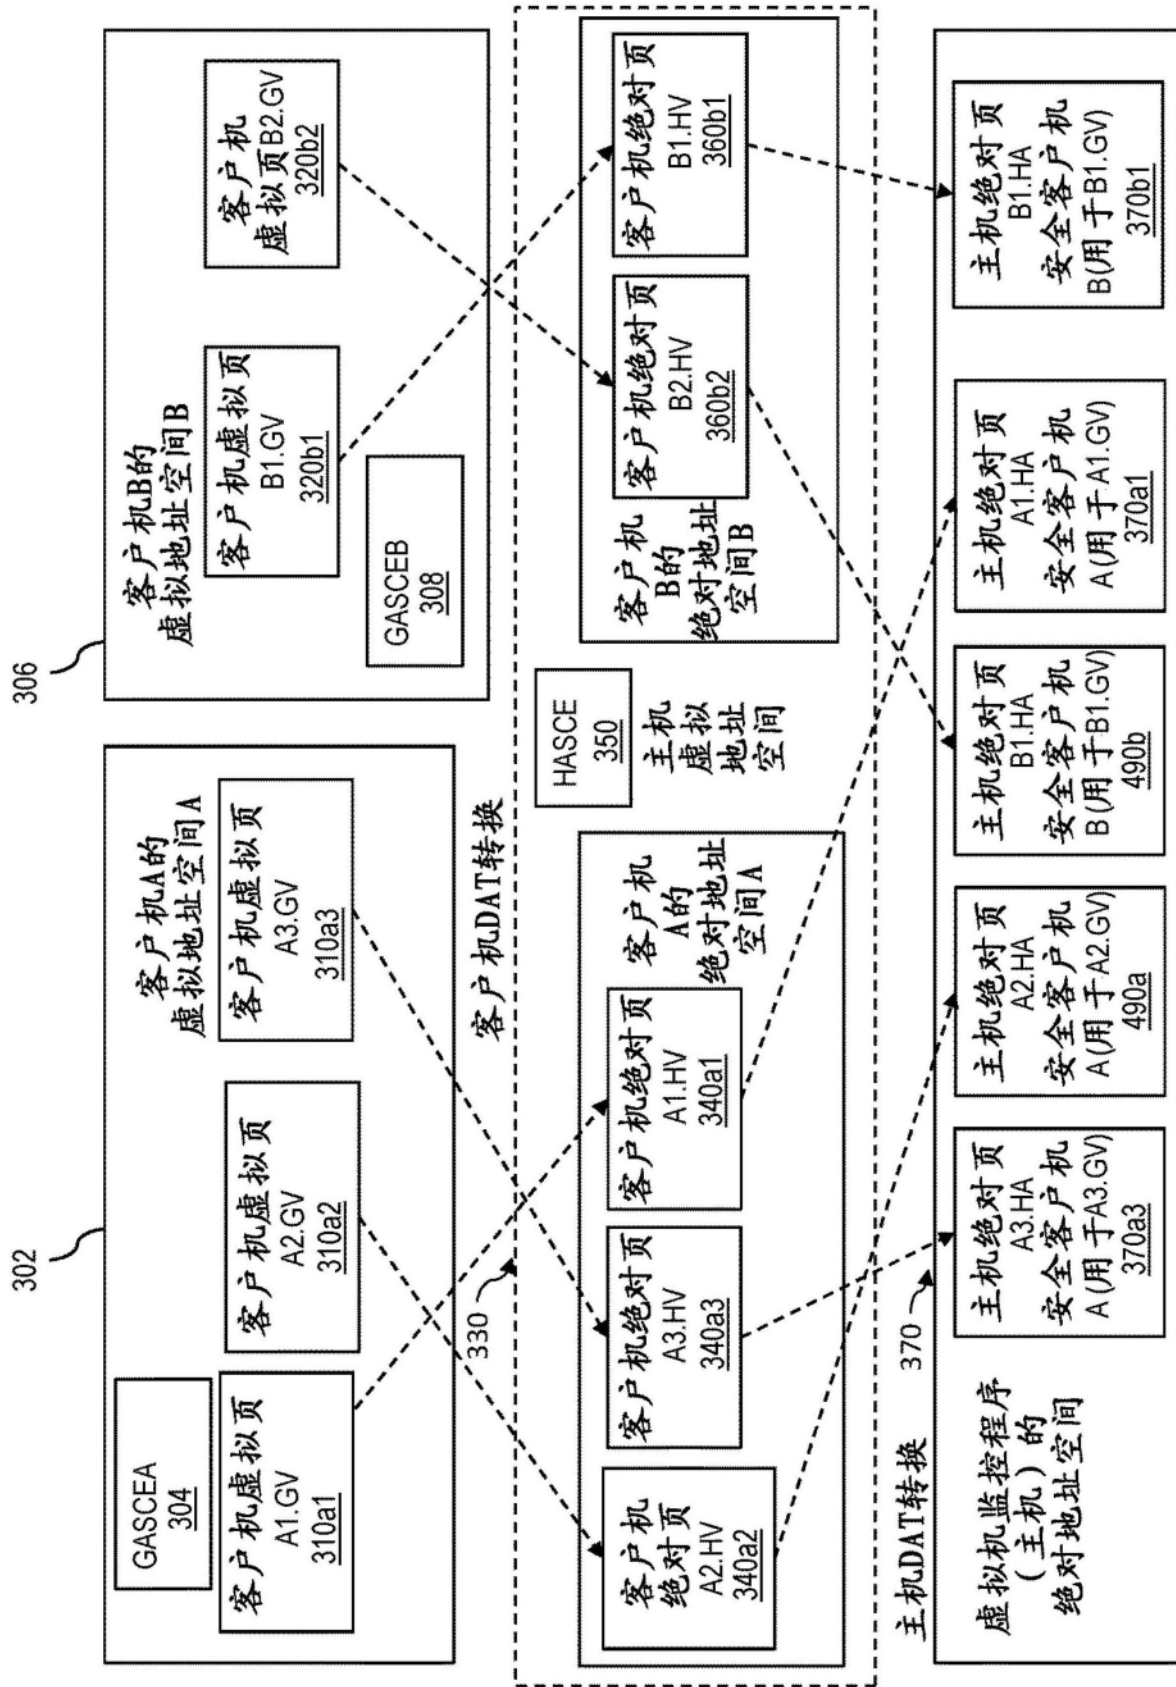 302
GASCEA
304
客户机A的
虚拟地址空间A
客户机虚拟页
A1.GV
310a1
客户机虚拟页
A2.GV
310a2
客户机虚拟页
A3.GV
310a3
306
客户机B的
虚拟地址空间B
GASCEB
308
客户机虚拟页
B1.GV
320b1
客户机
虚拟页B2.GV
320b2
330
客户机DAT转换
客户机
绝对页
A2.HV
340a2
客户机绝对页
A3.HV
340a3
客户机绝对页
A1.HV
340a1
客户机
A的
绝对地址
空间A
HASCE
350
主机
虚拟
地址
空间
客户机
B的
绝对地址
空间B
客户机绝对页
B2.HV
360b2
客户机绝对页
B1.HV
360b1
主机DAT转换
370
虚拟机监控程序
(主机)的
绝对地址空间
主机绝对页
A3.HA
安全客户机
A(用于A3.GV)
370a3
主机绝对页
A2.HA
安全客户机
A(用于A2.GV)
490a
主机绝对页
B1.HA
安全客户机
B(用于B1.GV)
490b
主机绝对页
A1.HA
安全客户机
A(用于A1.GV)
370a1
主机绝对页
B1.HA
安全客户机
B(用于B1.GV)
370b1